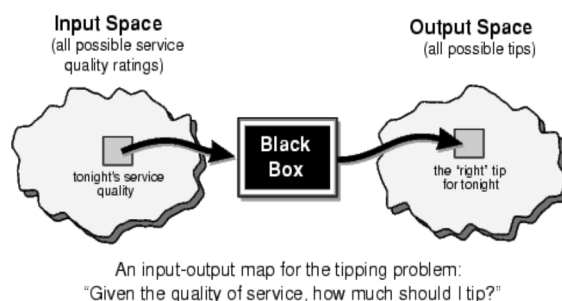 Input Space
(all possible service
quality ratings)
Output Space
(all possible tips)
Black
Box
tonight's service
quality
the 'right' tip
for tonight
An input-output map for the tipping problem:
"Given the quality of service, how much should I tip?"